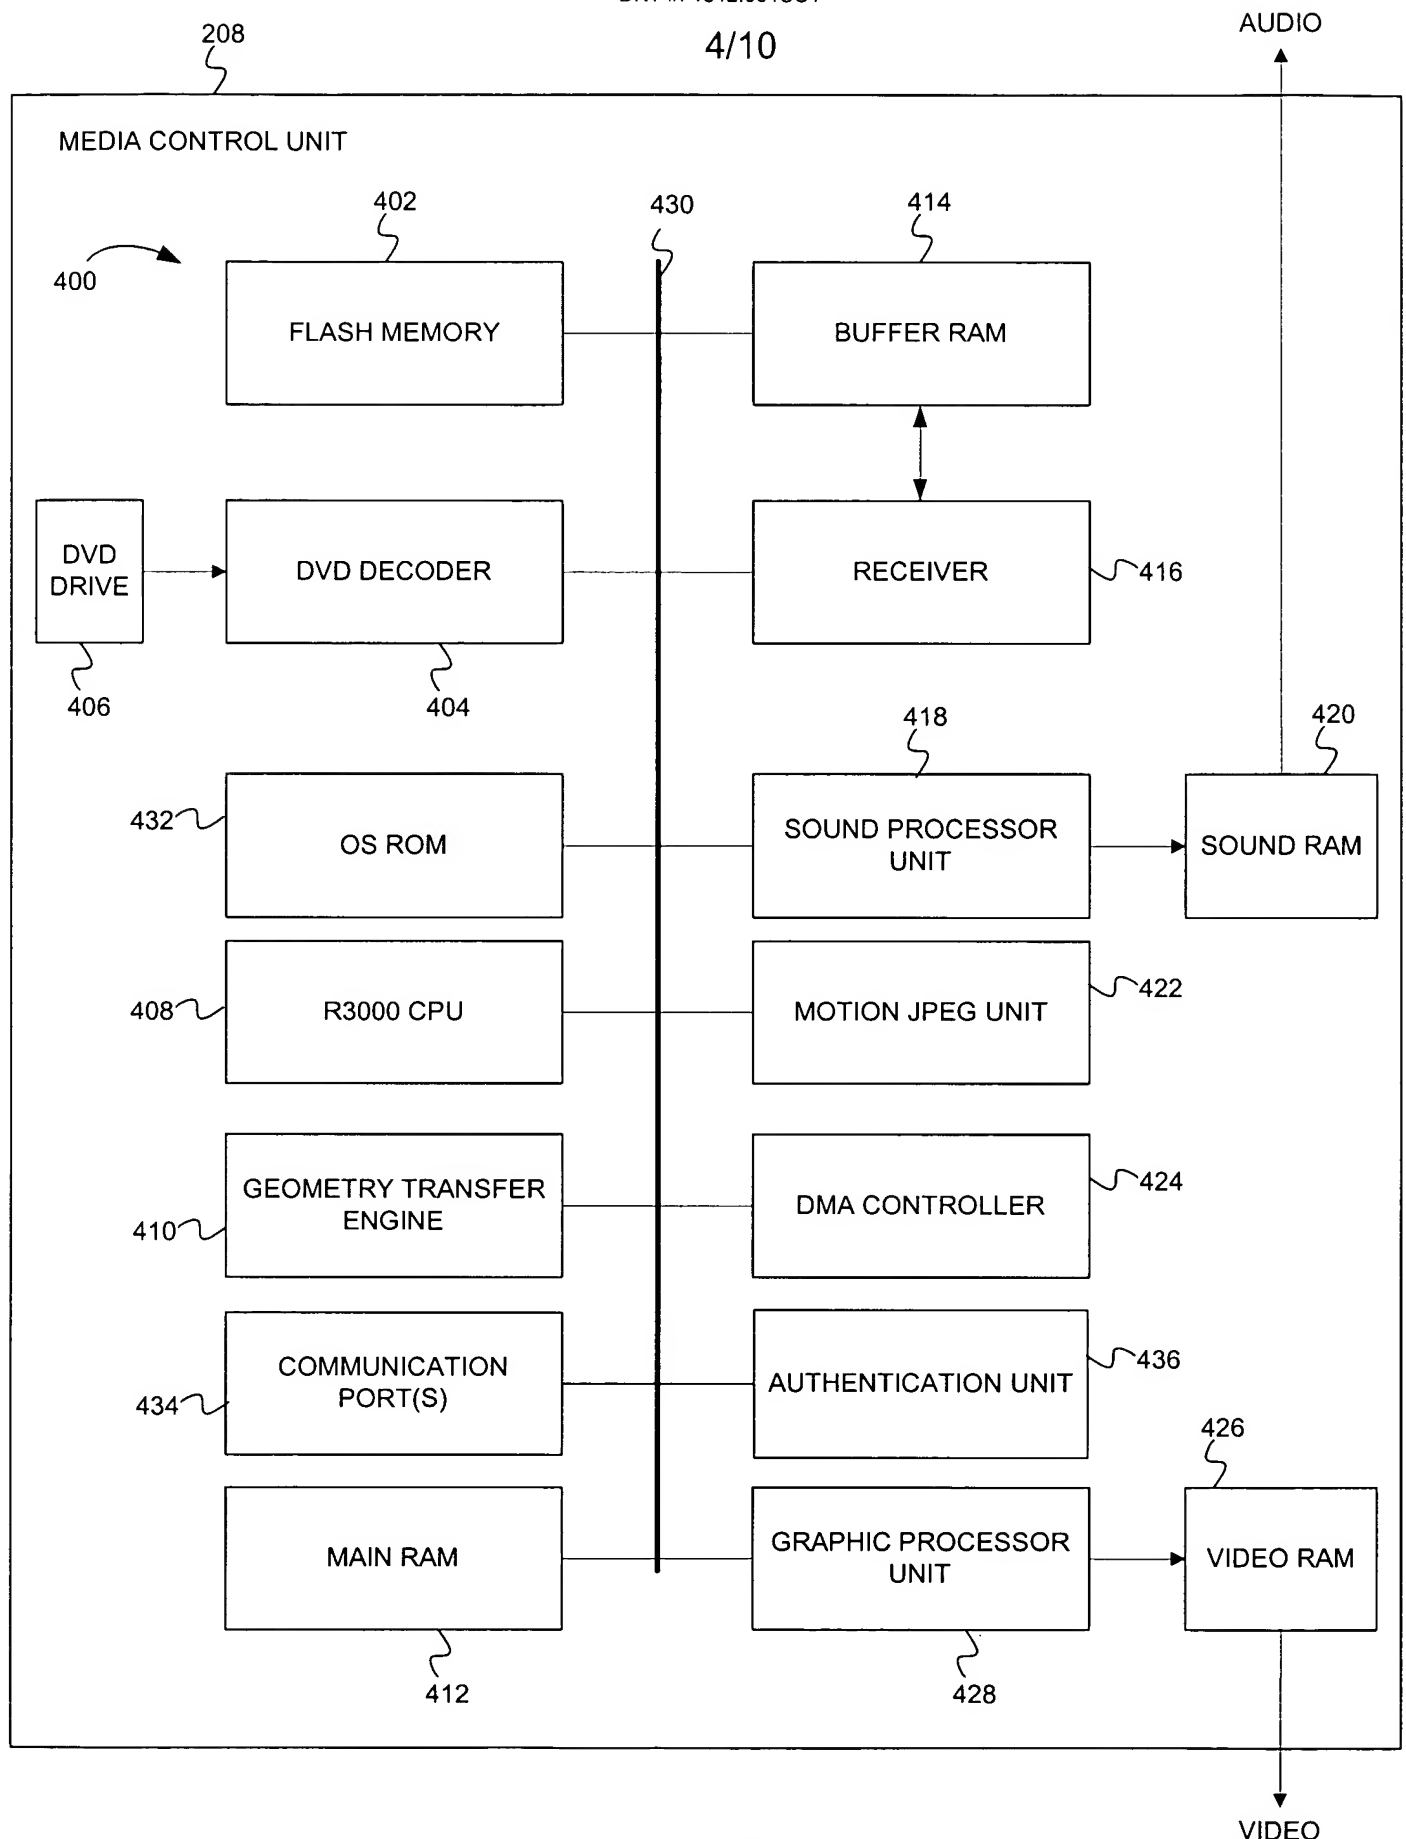 4/10
AUDIO
208
MEDIA CONTROL UNIT
400
402
430
414
FLASH MEMORY
BUFFER RAM
DVD
DRIVE
DVD DECODER
RECEIVER
416
406
404
418
420
432
OS ROM
SOUND PROCESSOR
UNIT
SOUND RAM
408
R3000 CPU
MOTION JPEG UNIT
422
GEOMETRY TRANSFER
ENGINE
410
DMA CONTROLLER
424
COMMUNICATION
PORT(S)
434
AUTHENTICATION UNIT
436
426
MAIN RAM
GRAPHIC PROCESSOR
UNIT
VIDEO RAM
412
428
VIDEO